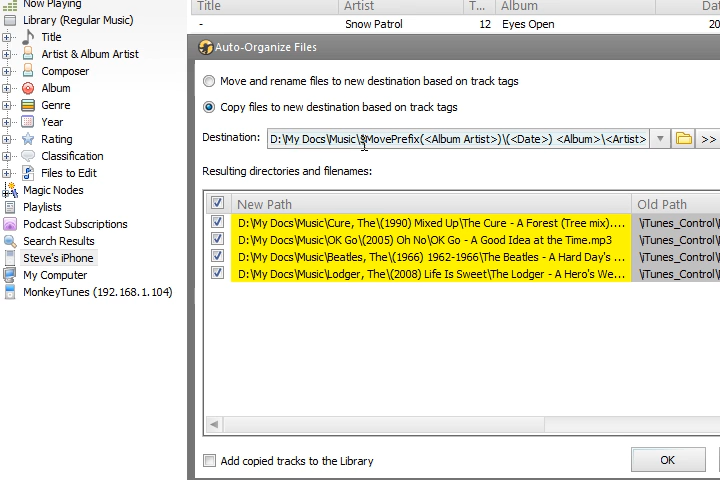 Now Playing
Library (Regular Music)
Title
Artist & Album Artist
Composer
Album
Genre
Year
Rating
Classification
Files to Edit
Magic Nodes
Playlists
Podcast Subscriptions
Search Results
Steve's iPhone
My Computer
MonkeyTunes (192.168.1.104)
Title Artist T... Album Da
- Snow Patrol 12 Eyes Open 20
Auto-Organize Files
Move and rename files to new destination based on track tags
Copy files to new destination based on track tags
Destination: D:\My Docs\Music\$MovePrefix(<Album Artist>)\(<Date>) <Album>\<Artist> >>
Resulting directories and filenames:
New Path Old Path
D:\My Docs\Music\Cure, The\(1990) Mixed Up\The Cure - A Forest (Tree mix).... \iTunes_Control\
D:\My Docs\Music\OK Go\(2005) Oh No\OK Go - A Good Idea at the Time.mp3 \iTunes_Control\
D:\My Docs\Music\Beatles, The\(1966) 1962-1966\The Beatles - A Hard Day's ... \iTunes_Control\
D:\My Docs\Music\Lodger, The\(2008) Life Is Sweet\The Lodger - A Hero's We... \iTunes_Control\
Add copied tracks to the Library
OK